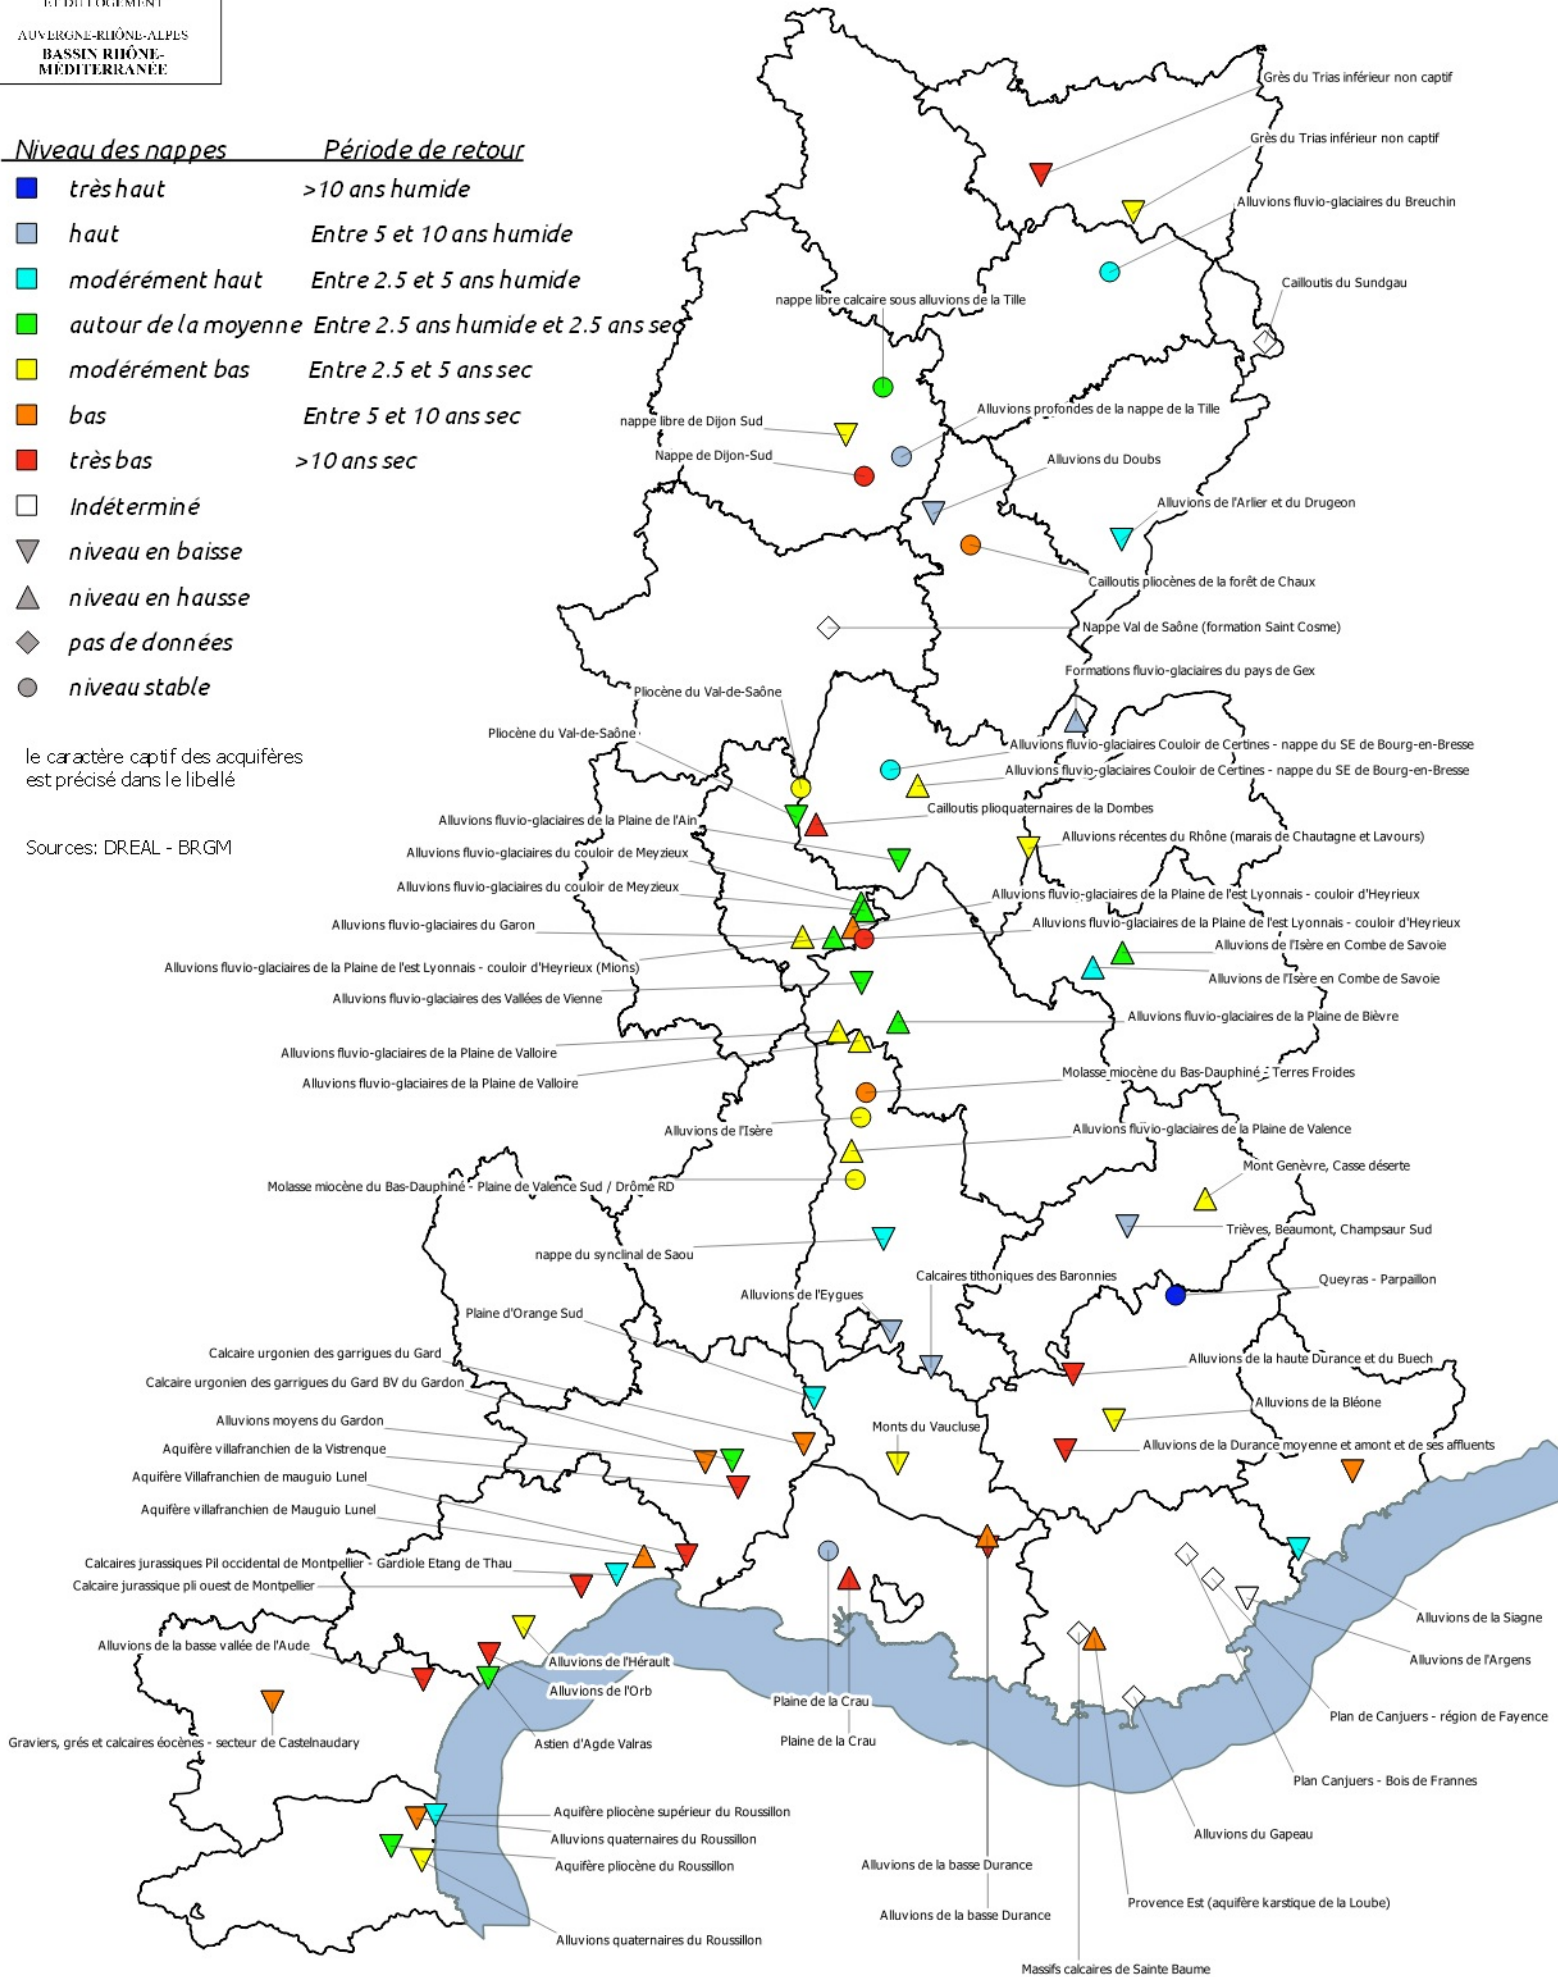 ET DU LOGEMENT
AUVERGNE-RHÔNE-ALPES
BASSIN RHÔNE-
MÉDITERRANÉE
Niveau des nappes Période de retour
très haut >10 ans humide
haut Entre 5 et 10 ans humide
modérément haut Entre 2.5 et 5 ans humide
autour de la moyenne Entre 2.5 ans humide et 2.5 ans sec
modérément bas Entre 2.5 et 5 ans sec
bas Entre 5 et 10 ans sec
très bas >10 ans sec
Indéterminé
niveau en baisse
niveau en hausse
pas de données
niveau stable
le caractère captif des acquifères
est précisé dans le libellé
Sources: DREAL - BRGM
Grès du Trias inférieur non captif
Grès du Trias inférieur non captif
Alluvions fluvio-glaciaires du Breuchin
Cailloutis du Sundgau
nappe libre calcaire sous alluvions de la Tille
Alluvions profondes de la nappe de la Tille
nappe libre de Dijon Sud
Nappe de Dijon-Sud
Alluvions du Doubs
Alluvions de l'Arlier et du Drugeon
Cailloutis pliocènes de la forêt de Chaux
Nappe Val de Saône (formation Saint Cosme)
Formations fluvio-glaciaires du pays de Gex
Pliocène du Val-de-Saône
Pliocène du Val-de-Saône
Alluvions fluvio-glaciaires Couloir de Certines - nappe du SE de Bourg-en-Bresse
Alluvions fluvio-glaciaires Couloir de Certines - nappe du SE de Bourg-en-Bresse
Cailloutis plioquaternaires de la Dombes
Alluvions fluvio-glaciaires de la Plaine de l'Ain
Alluvions récentes du Rhône (marais de Chautagne et Lavours)
Alluvions fluvio-glaciaires du couloir de Meyzieux
Alluvions fluvio-glaciaires du couloir de Meyzieux
Alluvions fluvio-glaciaires de la Plaine de l'est Lyonnais - couloir d'Heyrieux
Alluvions fluvio-glaciaires du Garon
Alluvions fluvio-glaciaires de la Plaine de l'est Lyonnais - couloir d'Heyrieux
Alluvions de l'Isère en Combe de Savoie
Alluvions fluvio-glaciaires de la Plaine de l'est Lyonnais - couloir d'Heyrieux (Mions)
Alluvions de l'Isère en Combe de Savoie
Alluvions fluvio-glaciaires des Vallées de Vienne
Alluvions fluvio-glaciaires de la Plaine de Bièvre
Alluvions fluvio-glaciaires de la Plaine de Valloire
Alluvions fluvio-glaciaires de la Plaine de Valloire
Molasse miocène du Bas-Dauphiné - Terres Froides
Alluvions de l'Isère
Alluvions fluvio-glaciaires de la Plaine de Valence
Mont Genèvre, Casse déserte
Molasse miocène du Bas-Dauphiné - Plaine de Valence Sud / Drôme RD
Trièves, Beaumont, Champsaur Sud
nappe du synclinal de Saou
Calcaires tithoniques des Baronnies
Queyras - Parpaillon
Alluvions de l'Eygues
Plaine d'Orange Sud
Calcaire urgonien des garrigues du Gard
Alluvions de la haute Durance et du Buech
Calcaire urgonien des garrigues du Gard BV du Gardon
Alluvions de la Bléone
Alluvions moyens du Gardon
Monts du Vaucluse
Alluvions de la Durance moyenne et amont et de ses affluents
Aquifère villafranchien de la Vistrenque
Aquifère Villafranchien de mauguio Lunel
Aquifère villafranchien de Mauguio Lunel
Calcaires jurassiques Pil occidental de Montpellier - Gardiole Etang de Thau
Calcaire jurassique pli ouest de Montpellier
Alluvions de la Siagne
Alluvions de la basse vallée de l'Aude
Alluvions de l'Hérault
Alluvions de l'Argens
Alluvions de l'Orb
Plaine de la Crau
Plan de Canjuers - région de Fayence
Graviers, grés et calcaires éocènes - secteur de Castelnaudary
Astien d'Agde Valras
Plaine de la Crau
Plan Canjuers - Bois de Frannes
Aquifère pliocène supérieur du Roussillon
Alluvions du Gapeau
Alluvions quaternaires du Roussillon
Aquifère pliocène du Roussillon
Alluvions de la basse Durance
Provence Est (aquifère karstique de la Loube)
Alluvions de la basse Durance
Alluvions quaternaires du Roussillon
Massifs calcaires de Sainte Baume